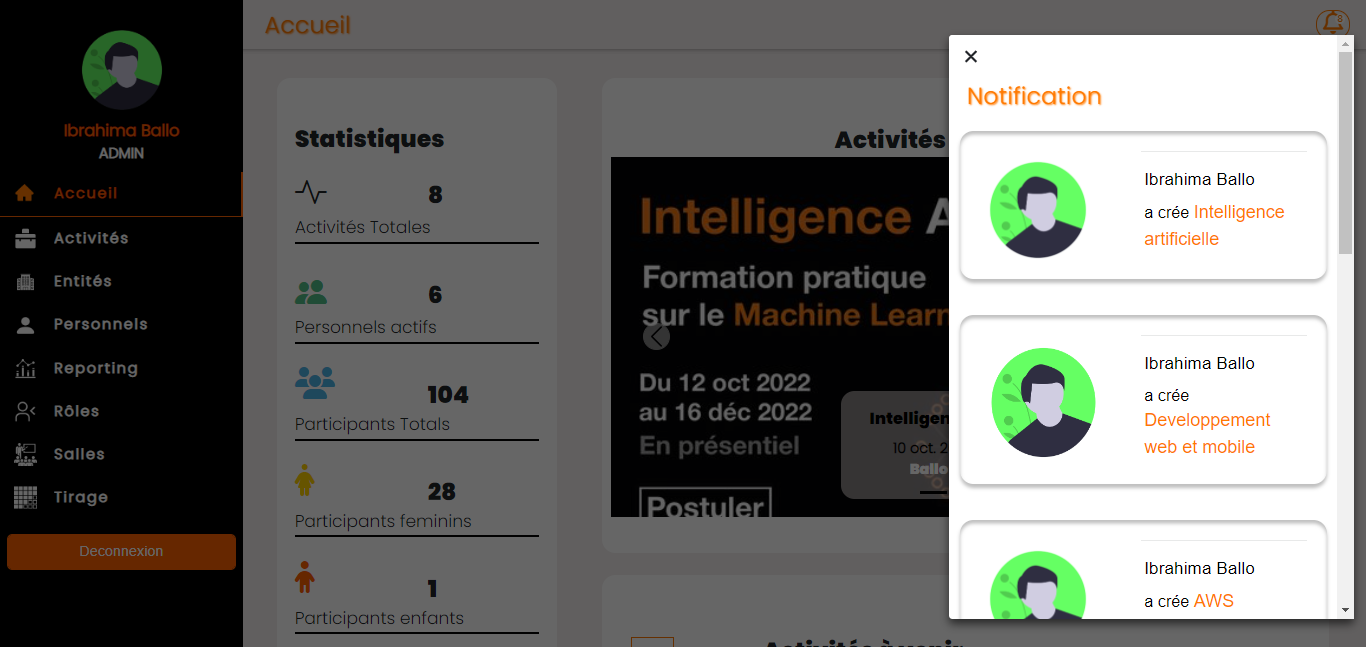 Ibrahima Ballo
ADMIN
Accueil
Activités
Entités
Personnels
Reporting
Rôles
Salles
Tirage
Deconnexion
Accueil
8
Statistiques
8
Activités Totales
6
Personnels actifs
104
Participants Totals
28
Participants feminins
1
Participants enfants
Activités
Intelligence A
Formation pratique
sur le Machine Learn
Du 12 oct 2022
au 16 déc 2022
En présentiel
Postuler
Intelligen
10 oct. 2
Ballo
Activités à venir
×
Notification
Ibrahima Ballo
a crée Intelligence
artificielle
Ibrahima Ballo
a crée
Developpement
web et mobile
Ibrahima Ballo
a crée AWS